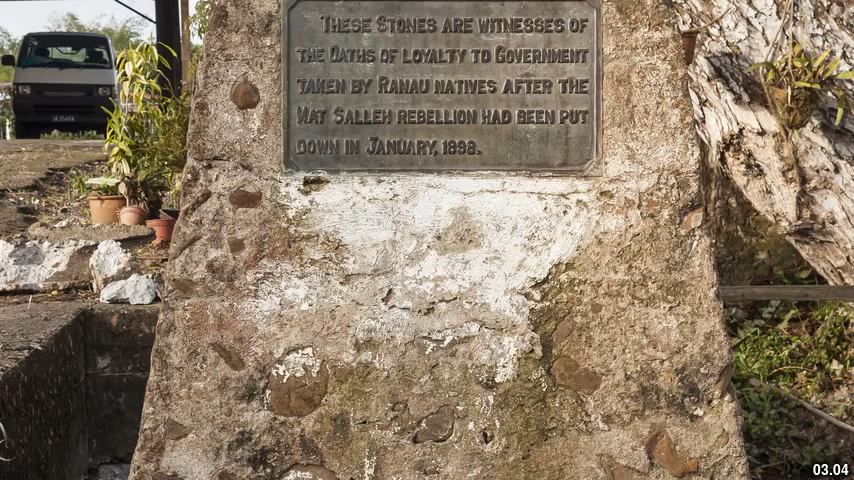 THESE STONES ARE WITNESSES OF
THE OATHS OF LOYALTY TO GOVERNMENT
TAKEN BY RANAU NATIVES AFTER THE
MAT SALLEH REBELLION HAD BEEN PUT
DOWN IN JANUARY, 1898.
03.04